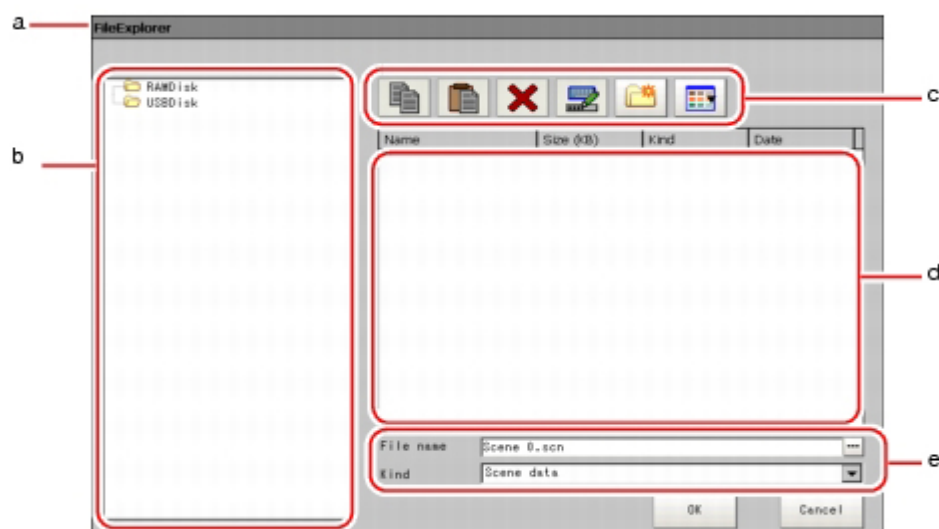 a
FileExplorer
b
RAMDisk
USBDisk
c
Name Size (KB) Kind Date
d
File name Scene 0.scn ...
Kind Scene data
e
OK Cancel